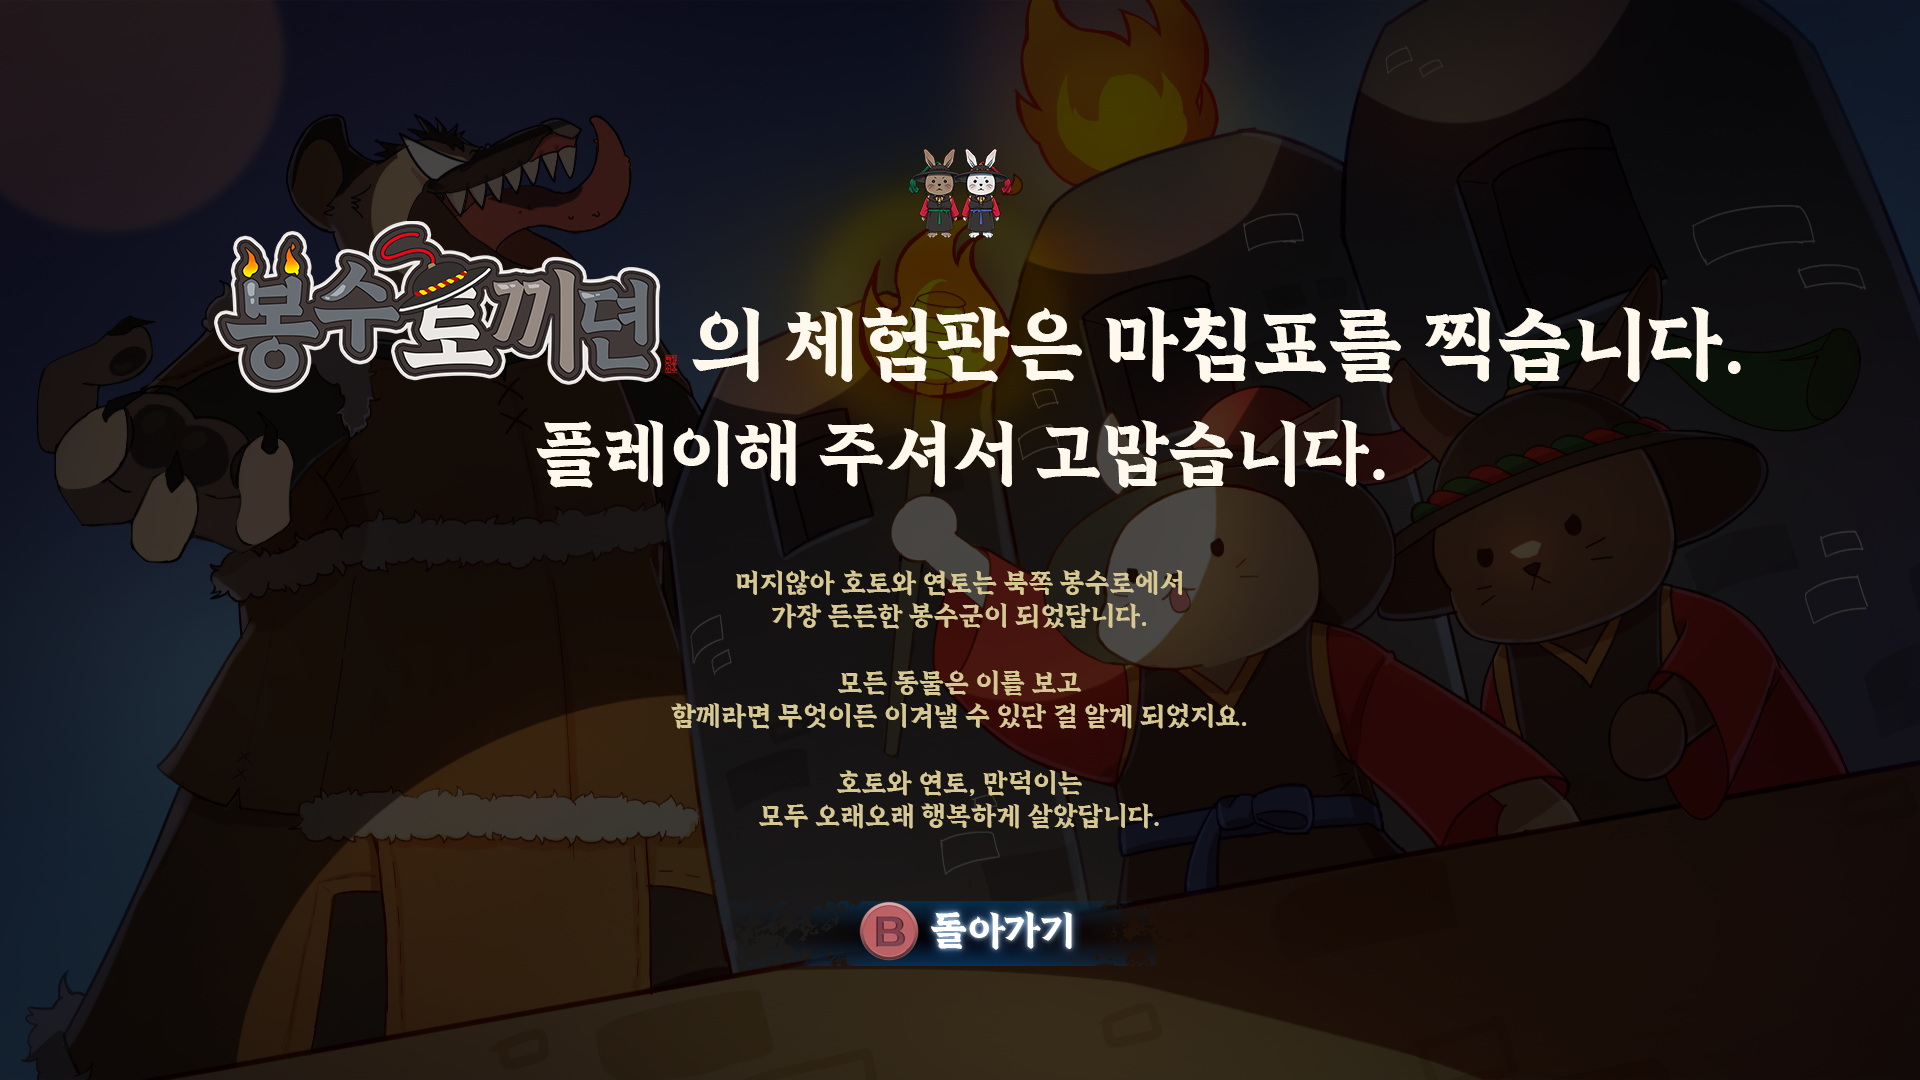 봉수토끼뎐 의 체험판은 마침표를 찍습니다.
플레이해 주셔서 고맙습니다.
머지않아 호토와 연토는 북쪽 봉수로에서
가장 든든한 봉수군이 되었답니다.
모든 동물은 이를 보고
함께라면 무엇이든 이겨낼 수 있단 걸 알게 되었지요.
호토와 연토, 만덕이는
모두 오래오래 행복하게 살았답니다.
B 돌아가기